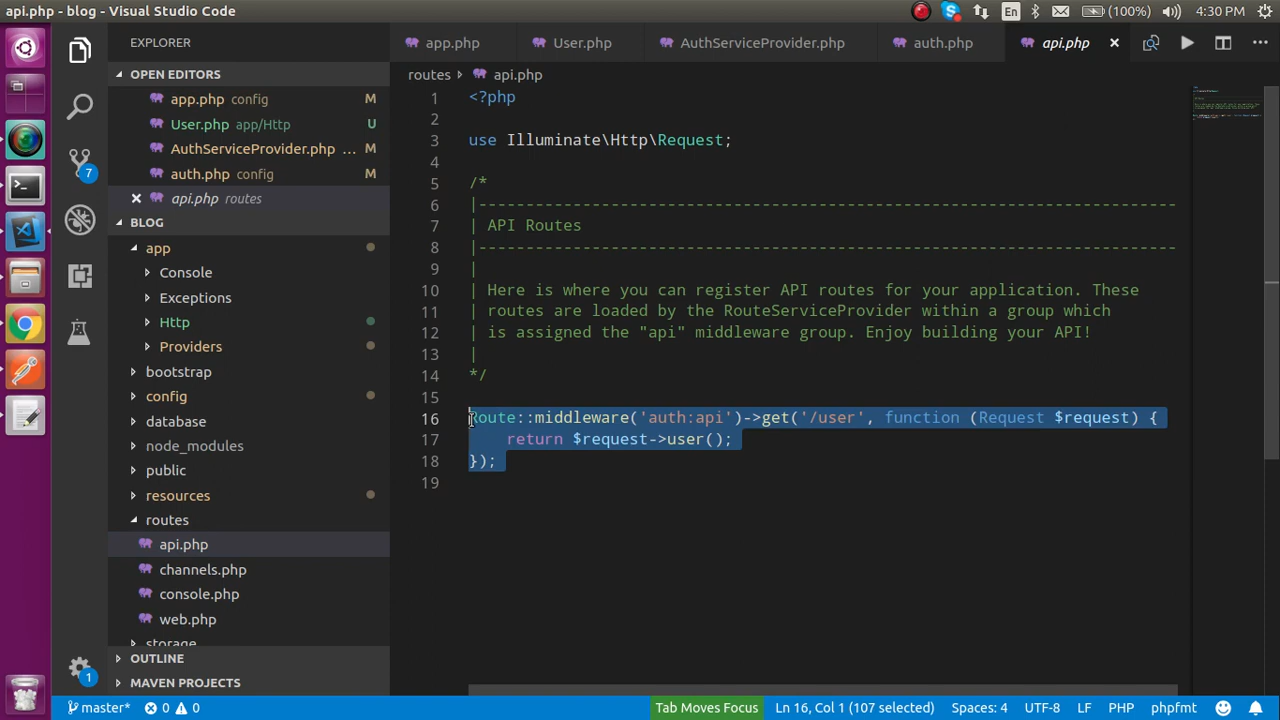 api.php - blog - Visual Studio Code
En (100%) 4:30 PM
EXPLORER
OPEN EDITORS
app.php config M
User.php app/Http U
AuthServiceProvider.php ... M
auth.php config M
api.php routes
BLOG
app
Console
Exceptions
Http
Providers
bootstrap
config
database
node_modules
public
resources
routes
api.php
channels.php
console.php
web.php
storage
OUTLINE
MAVEN PROJECTS
7
1
app.php User.php AuthServiceProvider.php auth.php api.php
routes api.php
1 <?php
2
3 use Illuminate\Http\Request;
4
5 /*
6 |--------------------------------------------------------------------------
7 | API Routes
8 |--------------------------------------------------------------------------
9 |
10 | Here is where you can register API routes for your application. These
11 | routes are loaded by the RouteServiceProvider within a group which
12 | is assigned the "api" middleware group. Enjoy building your API!
13 |
14 */
15
16 Route::middleware('auth:api')->get('/user', function (Request $request) {
17     return $request->user();
18 });
19
master* 0 0 Tab Moves Focus Ln 16, Col 1 (107 selected) Spaces: 4 UTF-8 LF PHP phpfmt